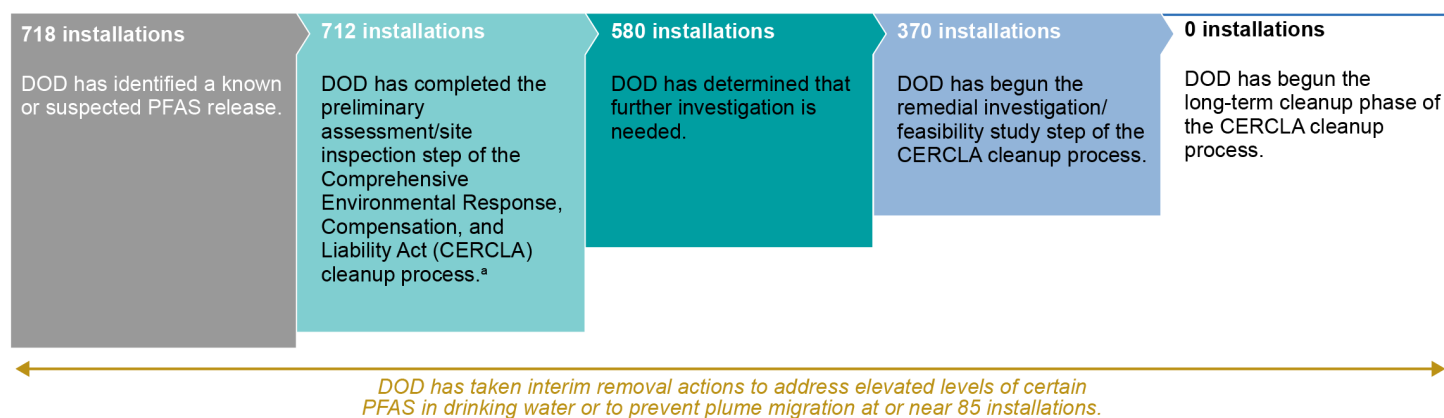 718 installations
DOD has identified a known
or suspected PFAS release.
712 installations
DOD has completed the
preliminary
assessment/site
inspection step of the
Comprehensive
Environmental Response,
Compensation, and
Liability Act (CERCLA)
cleanup process.ᵃ
580 installations
DOD has determined that
further investigation is
needed.
370 installations
DOD has begun the
remedial investigation/
feasibility study step of the
CERCLA cleanup process.
0 installations
DOD has begun the
long-term cleanup phase of
the CERCLA cleanup
process.
DOD has taken interim removal actions to address elevated levels of certain
PFAS in drinking water or to prevent plume migration at or near 85 installations.